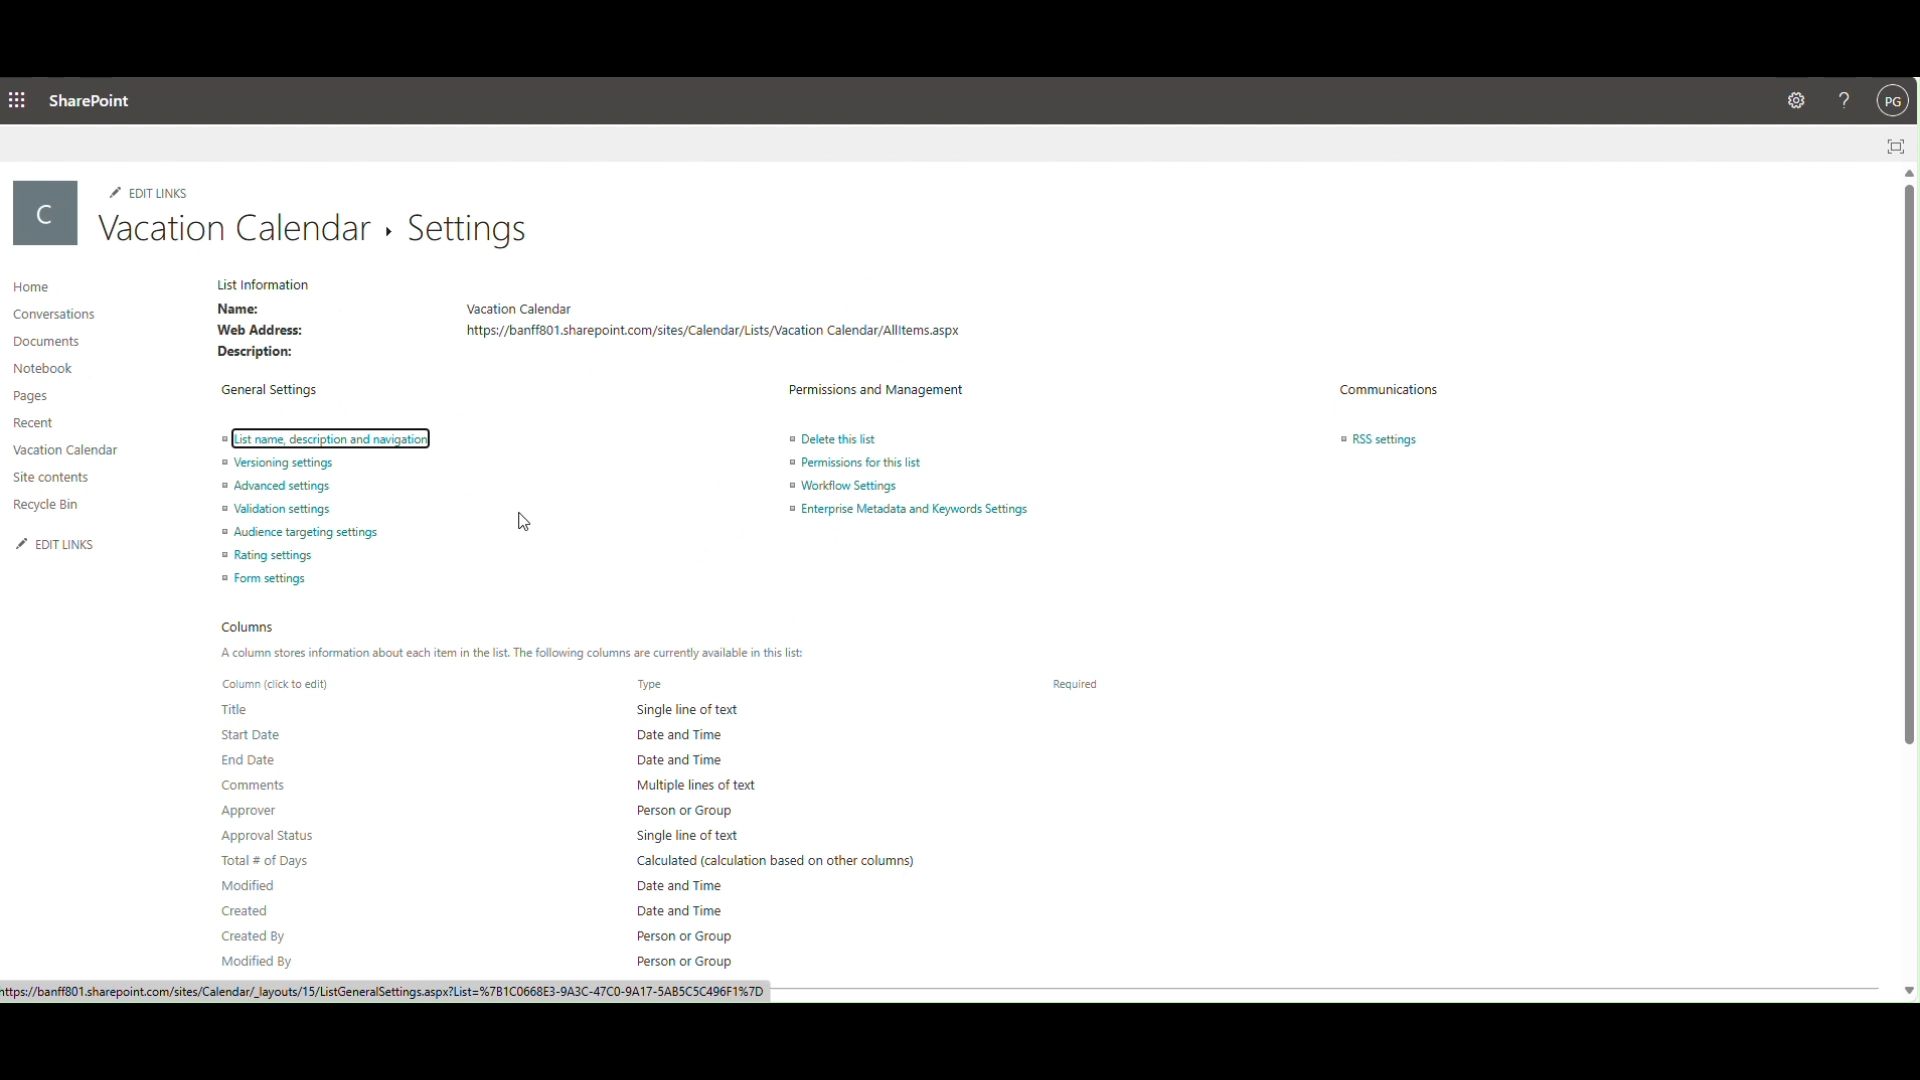 SharePoint
?
PG
EDIT LINKS
C
Vacation Calendar ▸ Settings
Home
Conversations
Documents
Notebook
Pages
Recent
Vacation Calendar
Site contents
Recycle Bin
EDIT LINKS
List Information
Name: Vacation Calendar
Web Address: https://banff801.sharepoint.com/sites/Calendar/Lists/Vacation Calendar/AllItems.aspx
Description:
General Settings
List name, description and navigation
Versioning settings
Advanced settings
Validation settings
Audience targeting settings
Rating settings
Form settings
Permissions and Management
Delete this list
Permissions for this list
Workflow Settings
Enterprise Metadata and Keywords Settings
Communications
RSS settings
Columns
A column stores information about each item in the list. The following columns are currently available in this list:
Column (click to edit) Type Required
Title Single line of text
Start Date Date and Time
End Date Date and Time
Comments Multiple lines of text
Approver Person or Group
Approval Status Single line of text
Total # of Days Calculated (calculation based on other columns)
Modified Date and Time
Created Date and Time
Created By Person or Group
Modified By Person or Group
https://banff801.sharepoint.com/sites/Calendar/_layouts/15/ListGeneralSettings.aspx?List=%7B1C0668E3-9A3C-47C0-9A17-5AB5C5C496F1%7D